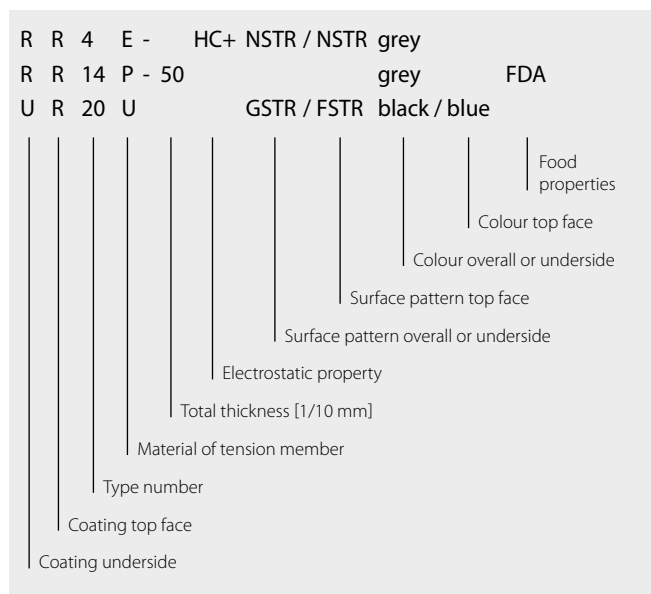 R R 4 E - HC+ NSTR / NSTR grey
R R 14 P - 50 grey FDA
U R 20 U GSTR / FSTR black / blue
Food
properties
Colour top face
Colour overall or underside
Surface pattern top face
Surface pattern overall or underside
Electrostatic property
Total thickness [1/10 mm]
Material of tension member
Type number
Coating top face
Coating underside